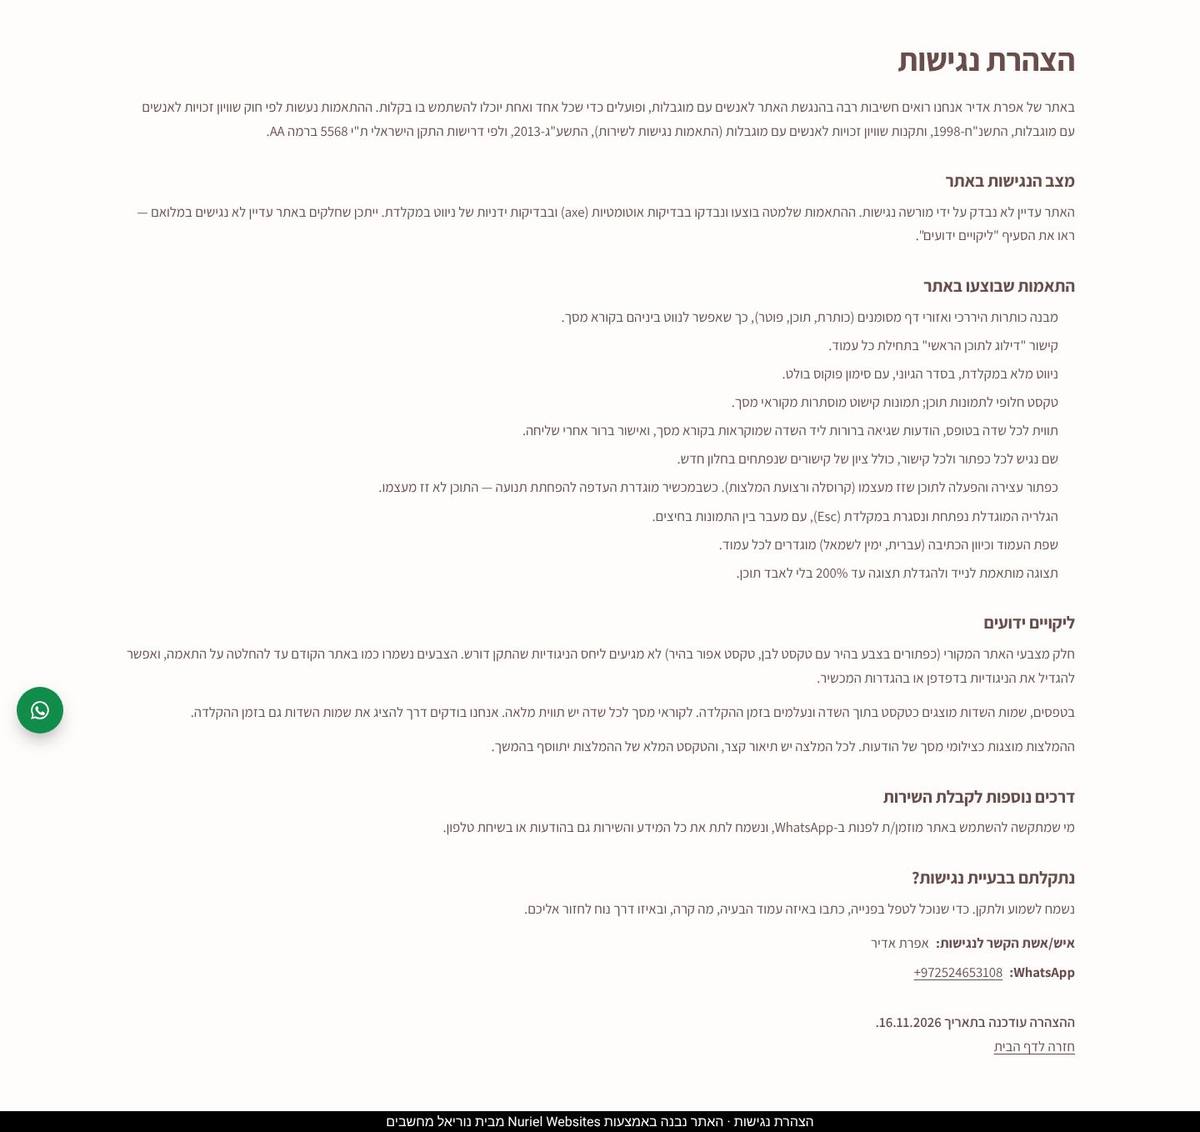 הצהרת נגישות
באתר של אפרת אדיר אנחנו רואים חשיבות רבה בהנגשת האתר לאנשים עם מוגבלות, ופועלים כדי שכל אחד ואחת יוכלו להשתמש בו בקלות. ההתאמות נעשות לפי חוק שוויון זכויות לאנשים
עם מוגבלות, התשנ"ח-1998, ותקנות שוויון זכויות לאנשים עם מוגבלות (התאמות נגישות לשירות), התשע"ג-2013, ולפי דרישות התקן הישראלי ת"י 5568 ברמה AA.
מצב הנגישות באתר
האתר עדיין לא נבדק על ידי מורשה נגישות. ההתאמות שלמטה בוצעו ונבדקו בבדיקות אוטומטיות (axe) ובבדיקות ידניות של ניווט במקלדת. ייתכן שחלקים באתר עדיין לא נגישים במלואם —
ראו את הסעיף "ליקויים ידועים".
התאמות שבוצעו באתר
מבנה כותרות היררכי ואזורי דף מסומנים (כותרת, תוכן, פוטר), כך שאפשר לנווט ביניהם בקורא מסך.
קישור "דילוג לתוכן הראשי" בתחילת כל עמוד.
ניווט מלא במקלדת, בסדר הגיוני, עם סימון פוקוס בולט.
טקסט חלופי לתמונות תוכן; תמונות קישוט מוסתרות מקוראי מסך.
תווית לכל שדה בטופס, הודעות שגיאה ברורות ליד השדה שמוקראות בקורא מסך, ואישור ברור אחרי שליחה.
שם נגיש לכל כפתור ולכל קישור, כולל ציון של קישורים שנפתחים בחלון חדש.
כפתור עצירה והפעלה לתוכן שזז מעצמו (קרוסלה ורצועת המלצות). כשבמכשיר מוגדרת העדפה להפחתת תנועה — התוכן לא זז מעצמו.
הגלריה המוגדלת נפתחת ונסגרת במקלדת (Esc), עם מעבר בין התמונות בחיצים.
שפת העמוד וכיוון הכתיבה (עברית, ימין לשמאל) מוגדרים לכל עמוד.
תצוגה מותאמת לנייד ולהגדלת תצוגה עד 200% בלי לאבד תוכן.
ליקויים ידועים
חלק מצבעי האתר המקורי (כפתורים בצבע בהיר עם טקסט לבן, טקסט אפור בהיר) לא מגיעים ליחס הניגודיות שהתקן דורש. הצבעים נשמרו כמו באתר הקודם עד להחלטה על התאמה, ואפשר
להגדיל את הניגודיות בדפדפן או בהגדרות המכשיר.
בטפסים, שמות השדות מוצגים כטקסט בתוך השדה ונעלמים בזמן ההקלדה. לקוראי מסך לכל שדה יש תווית מלאה. אנחנו בודקים דרך להציג את שמות השדות גם בזמן ההקלדה.
ההמלצות מוצגות כצילומי מסך של הודעות. לכל המלצה יש תיאור קצר, והטקסט המלא של ההמלצות יתווסף בהמשך.
דרכים נוספות לקבלת השירות
מי שמתקשה להשתמש באתר מוזמן/ת לפנות ב-WhatsApp, ונשמח לתת את כל המידע והשירות גם בהודעות או בשיחת טלפון.
נתקלתם בבעיית נגישות?
נשמח לשמוע ולתקן. כדי שנוכל לטפל בפנייה, כתבו באיזה עמוד הבעיה, מה קרה, ובאיזו דרך נוח לחזור אליכם.
איש/אשת הקשר לנגישות: אפרת אדיר
WhatsApp: +972524653108
ההצהרה עודכנה בתאריך 16.11.2026.
חזרה לדף הבית
הצהרת נגישות · האתר נבנה באמצעות Nuriel Websites מבית נוריאל מחשבים